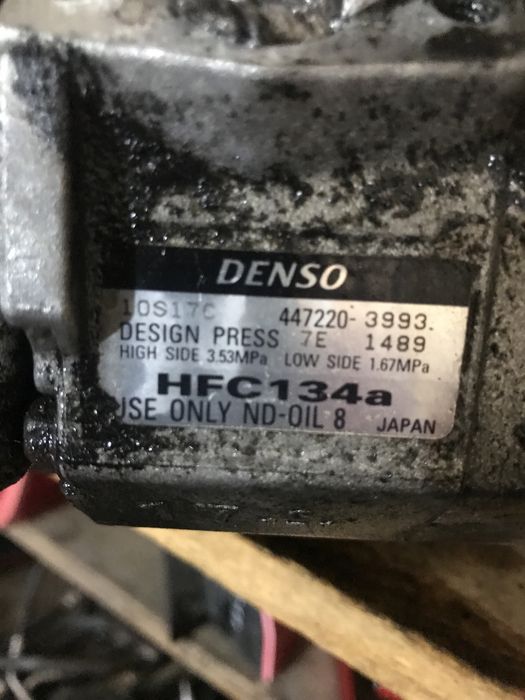 DENSO
10S17C 447220-3993.
DESIGN PRESS 7E 1489
HIGH SIDE 3.53MPa LOW SIDE 1.67MPa
HFC134a
USE ONLY ND-OIL 8 JAPAN